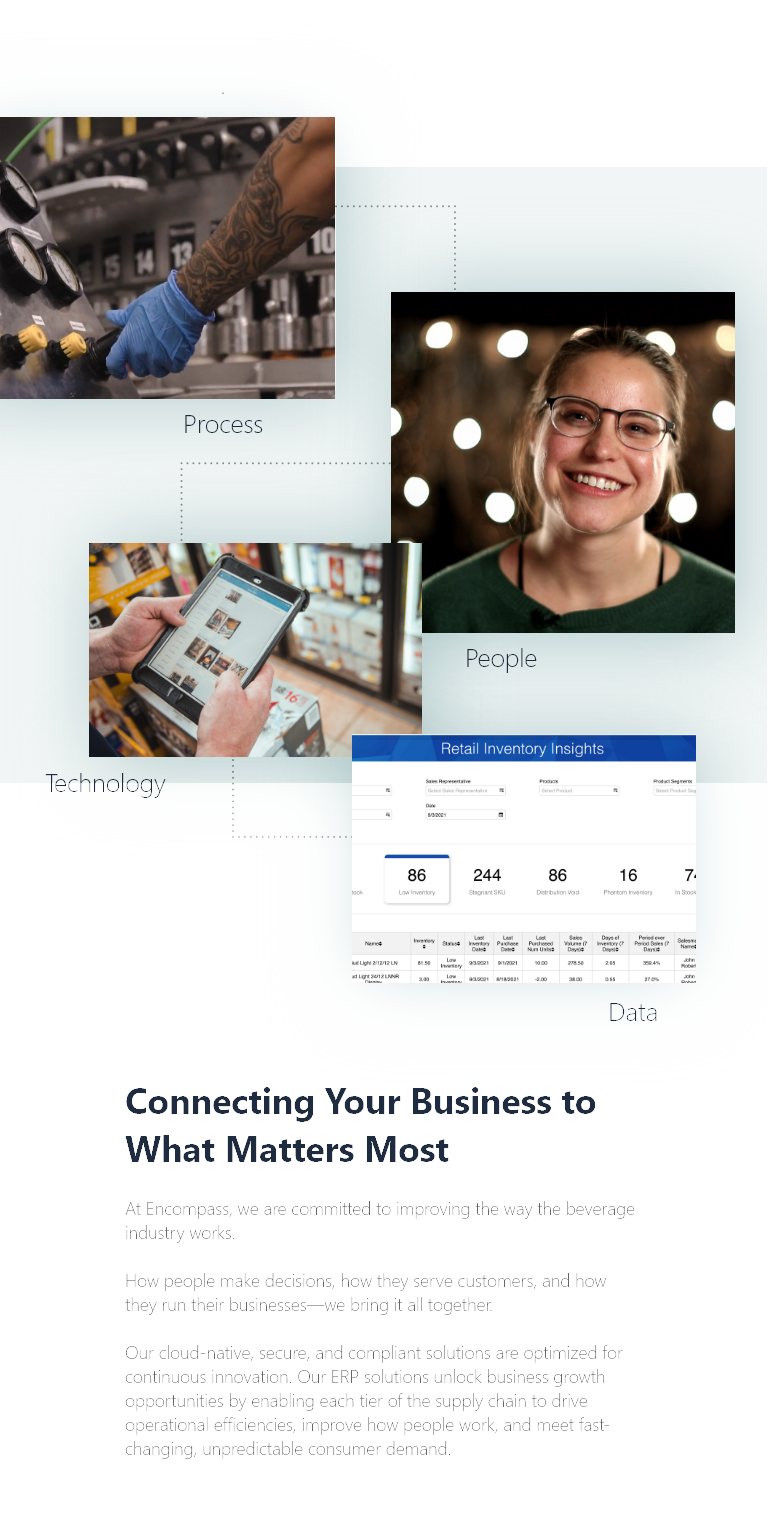 15
14
13
10
Process
People
16
Technology
Retail Inventory Insights
Sales Representative
Products
Product Segments
Select Sales Representative
Select Product
Select Product Seg
Date
9/3/2021
86
244
86
16
74
Low Inventory
Stagnant SKU
Distribution Void
Phantom Inventory
In Stock
Name
Inventory
Status
Last Inventory Date
Last Purchase Date
Last Purchased Num Units
Sales Volume (7 Days)
Days of Inventory (7 Days)
Period over Period Sales (7 Days)
Salesman Name
ud Light 2/12/12 LN
81.50
Low Inventory
9/3/2021
9/1/2021
10.00
278.50
2.05
359.4%
John Robert
ud Light 24/12 LNNR Display
3.00
Low Inventory
9/3/2021
8/18/2021
-2.00
38.00
0.55
27.0%
John
Data
Connecting Your Business to
What Matters Most
At Encompass, we are committed to improving the way the beverage
industry works.
How people make decisions, how they serve customers, and how
they run their businesses—we bring it all together.
Our cloud-native, secure, and compliant solutions are optimized for
continuous innovation. Our ERP solutions unlock business growth
opportunities by enabling each tier of the supply chain to drive
operational efficiencies, improve how people work, and meet fast-
changing, unpredictable consumer demand.